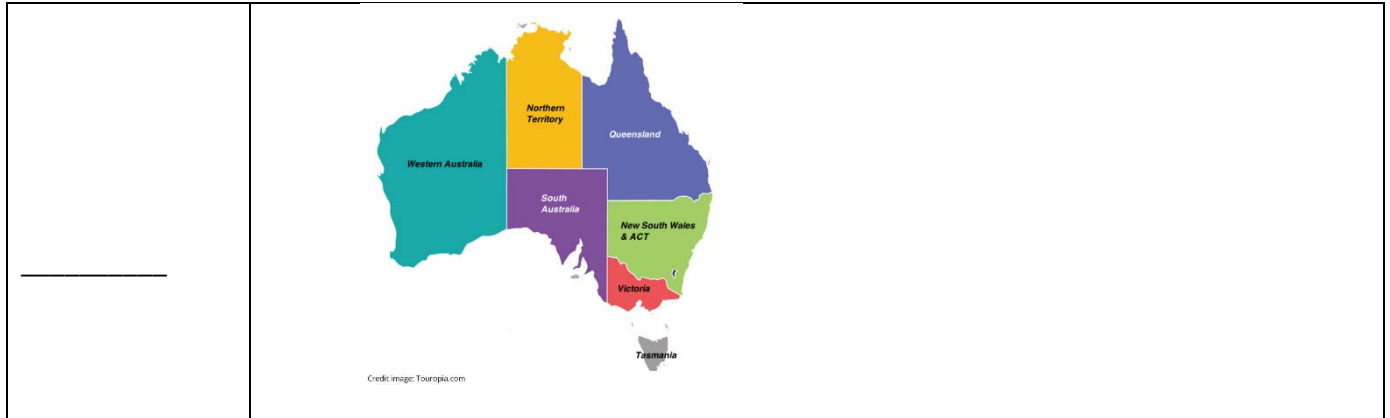 Northern
Territory
Queensland
Western Australia
South
Australia
New South Wales
& ACT
Victoria
Tasmania
Credit image: Touropia.com